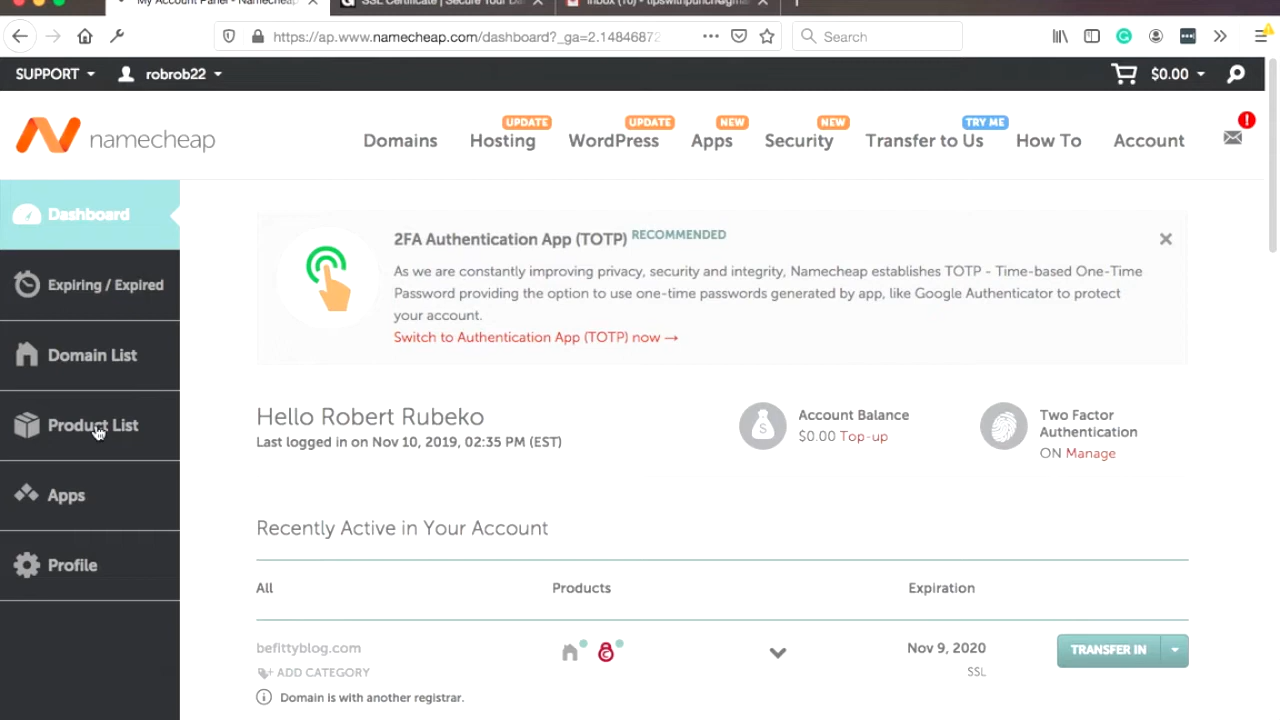 My Account Panel - Namecheap
SSL Certificate | Secure Your Da
https://ap.www.namecheap.com/dashboard?_ga=2.14846872
Search
SUPPORT
robrob22
$0.00
namecheap
Domains
UPDATE
Hosting
UPDATE
WordPress
NEW
Apps
NEW
Security
TRY ME
Transfer to Us
How To
Account
Dashboard
Expiring / Expired
Domain List
Product List
Apps
Profile
2FA Authentication App (TOTP) RECOMMENDED
As we are constantly improving privacy, security and integrity, Namecheap establishes TOTP - Time-based One-Time
Password providing the option to use one-time passwords generated by app, like Google Authenticator to protect
your account.
Switch to Authentication App (TOTP) now →
Hello Robert Rubeko
Last logged in on Nov 10, 2019, 02:35 PM (EST)
Account Balance
$0.00 Top-up
Two Factor
Authentication
ON Manage
Recently Active in Your Account
All
Products
Expiration
befittyblog.com
ADD CATEGORY
Domain is with another registrar.
Nov 9, 2020
SSL
TRANSFER IN